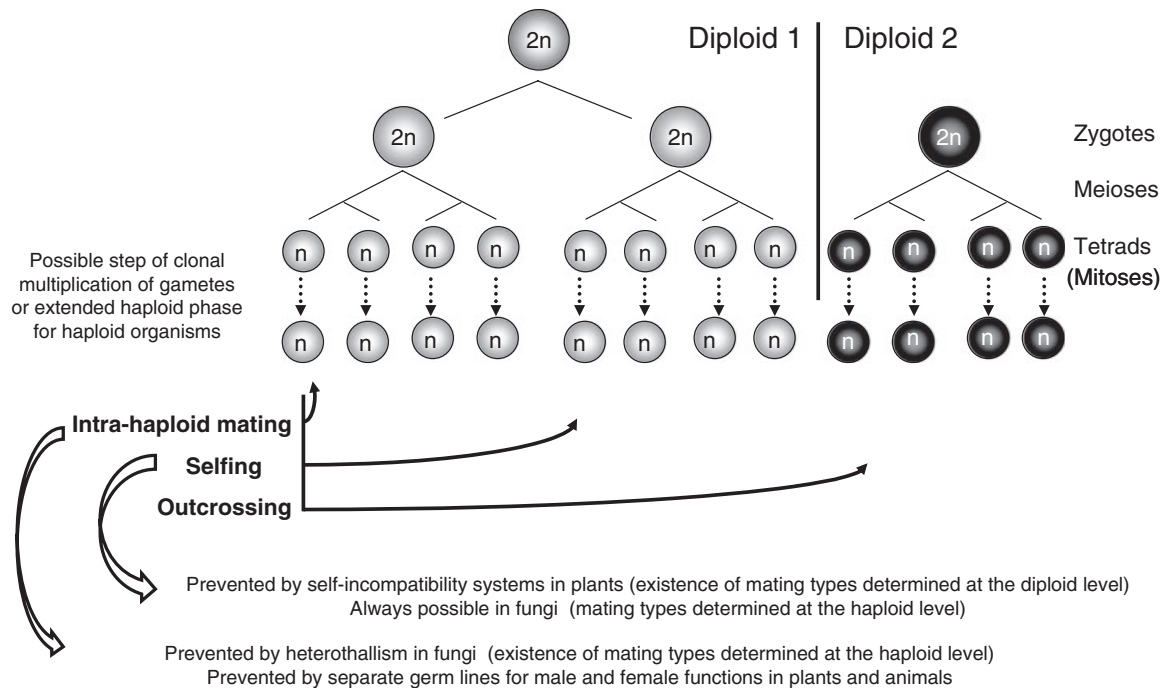 2n
Diploid 1
Diploid 2
2n
2n
2n
Zygotes
Meioses
n n n n n n n n n n n n
Tetrads
(Mitoses)
Possible step of clonal
multiplication of gametes
or extended haploid phase
for haploid organisms
n n n n n n n n n n n n
Intra-haploid mating
Selfing
Outcrossing
Prevented by self-incompatibility systems in plants (existence of mating types determined at the diploid level)
Always possible in fungi (mating types determined at the haploid level)
Prevented by heterothallism in fungi (existence of mating types determined at the haploid level)
Prevented by separate germ lines for male and female functions in plants and animals